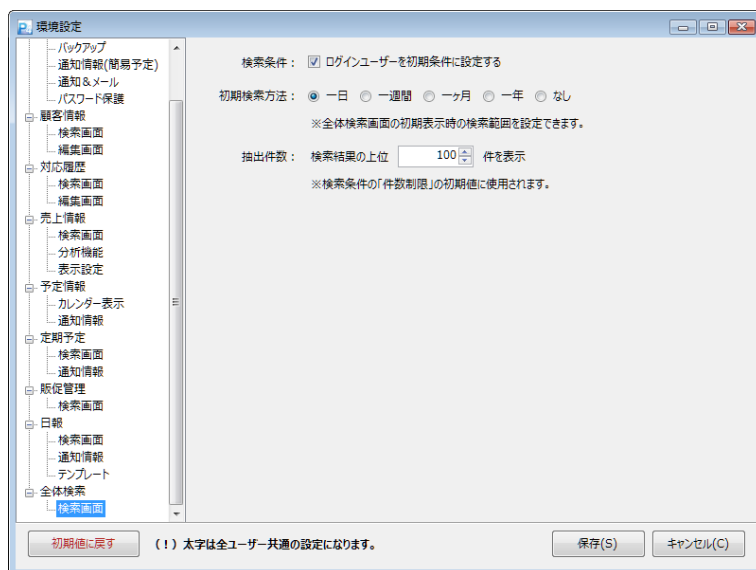 環境設定
バックアップ
通知情報(簡易予定)
通知&メール
パスワード保護
顧客情報
検索画面
編集画面
対応履歴
検索画面
編集画面
売上情報
検索画面
分析機能
表示設定
予定情報
カレンダー表示
通知情報
定期予定
検索画面
通知情報
販促管理
検索画面
日報
検索画面
通知情報
テンプレート
全体検索
検索画面
検索条件： ログインユーザーを初期条件に設定する
初期検索方法： 一日 一週間 一ヶ月 一年 なし
※全体検索画面の初期表示時の検索範囲を設定できます。
抽出件数： 検索結果の上位 100 件を表示
※検索条件の「件数制限」の初期値に使用されます。
初期値に戻す (！)太字は全ユーザー共通の設定になります。 保存(S) キャンセル(C)